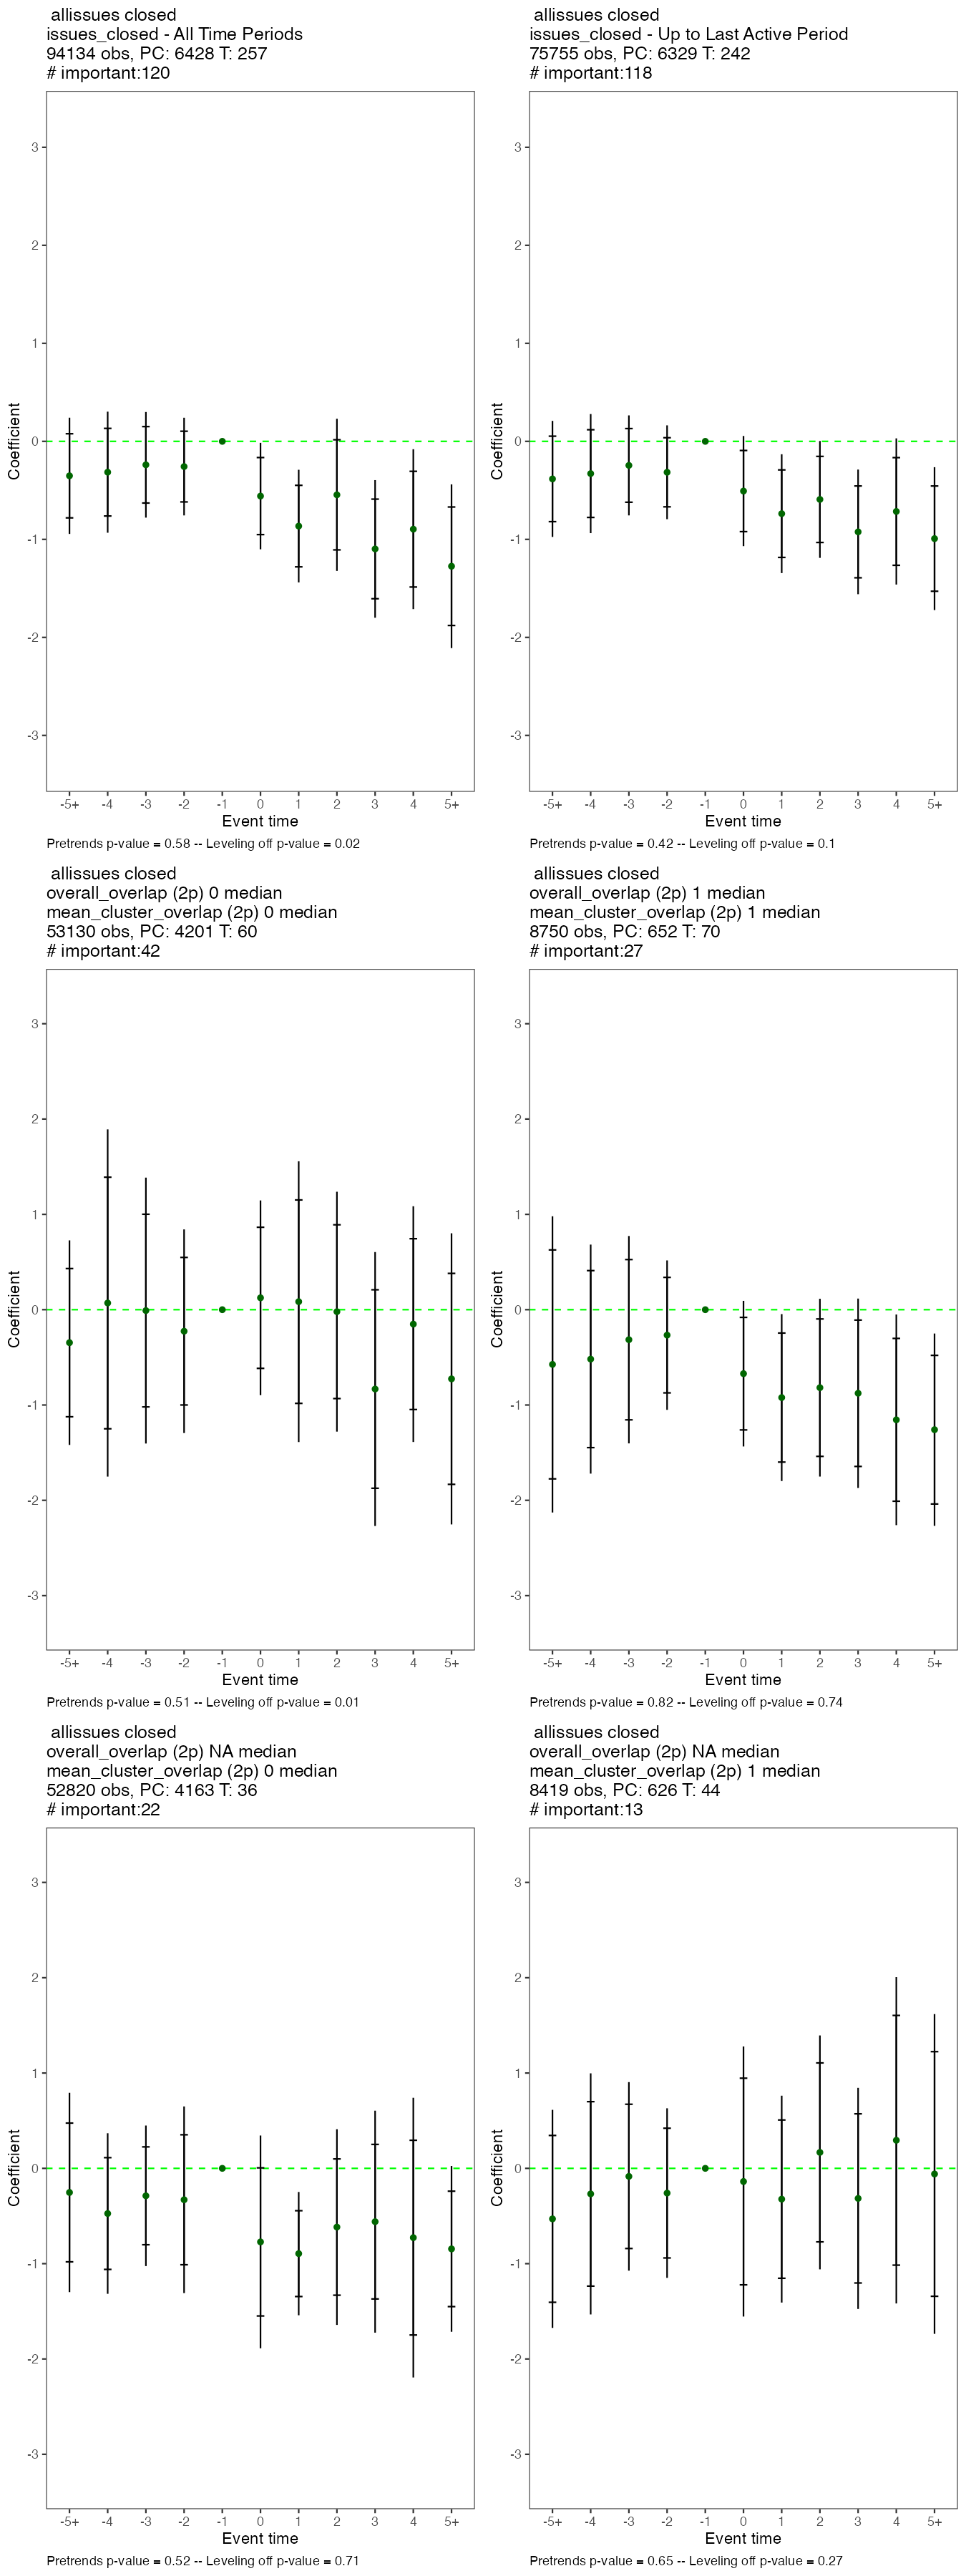 allissues closed
issues_closed - All Time Periods
94134 obs, PC: 6428 T: 257
# important:120
3
2
1
0
-1
-2
-3
Coefficient
-5+ -4 -3 -2 -1 0 1 2 3 4 5+
Event time
Pretrends p-value = 0.58 -- Leveling off p-value = 0.02
allissues closed
issues_closed - Up to Last Active Period
75755 obs, PC: 6329 T: 242
# important:118
3
2
1
0
-1
-2
-3
Coefficient
-5+ -4 -3 -2 -1 0 1 2 3 4 5+
Event time
Pretrends p-value = 0.42 -- Leveling off p-value = 0.1
allissues closed
overall_overlap (2p) 0 median
mean_cluster_overlap (2p) 0 median
53130 obs, PC: 4201 T: 60
# important:42
3
2
1
0
-1
-2
-3
Coefficient
-5+ -4 -3 -2 -1 0 1 2 3 4 5+
Event time
Pretrends p-value = 0.51 -- Leveling off p-value = 0.01
allissues closed
overall_overlap (2p) 1 median
mean_cluster_overlap (2p) 1 median
8750 obs, PC: 652 T: 70
# important:27
3
2
1
0
-1
-2
-3
Coefficient
-5+ -4 -3 -2 -1 0 1 2 3 4 5+
Event time
Pretrends p-value = 0.82 -- Leveling off p-value = 0.74
allissues closed
overall_overlap (2p) NA median
mean_cluster_overlap (2p) 0 median
52820 obs, PC: 4163 T: 36
# important:22
3
2
1
0
-1
-2
-3
Coefficient
-5+ -4 -3 -2 -1 0 1 2 3 4 5+
Event time
Pretrends p-value = 0.52 -- Leveling off p-value = 0.71
allissues closed
overall_overlap (2p) NA median
mean_cluster_overlap (2p) 1 median
8419 obs, PC: 626 T: 44
# important:13
3
2
1
0
-1
-2
-3
Coefficient
-5+ -4 -3 -2 -1 0 1 2 3 4 5+
Event time
Pretrends p-value = 0.65 -- Leveling off p-value = 0.27